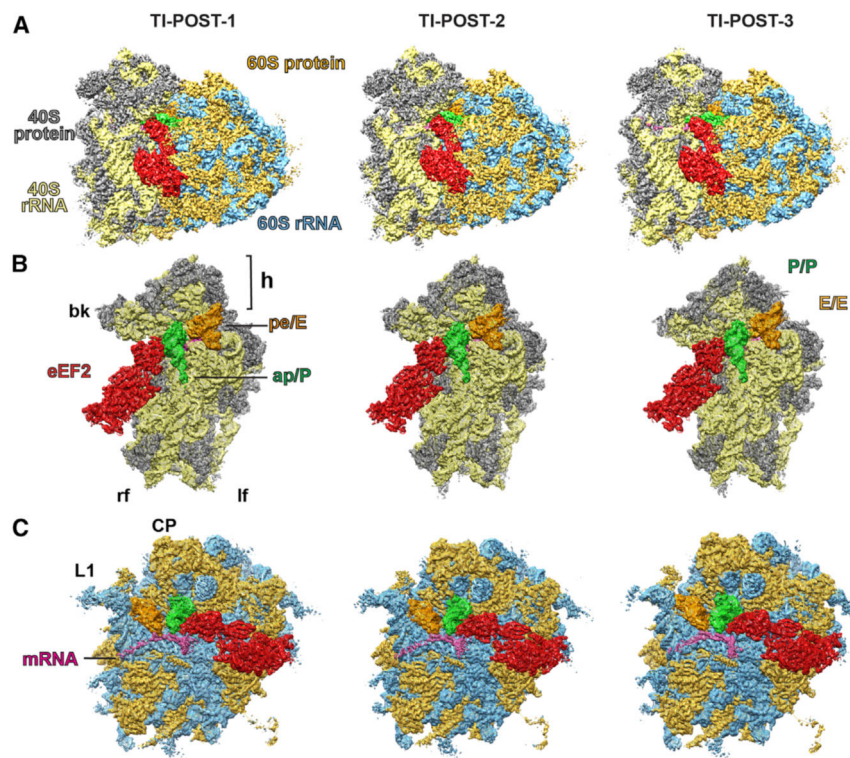 TI-POST-1
TI-POST-2
TI-POST-3
A
60S protein
40S
protein
40S
rRNA
60S rRNA
B
h
bk
pe/E
eEF2
ap/P
rf
lf
P/P
E/E
C
CP
L1
mRNA